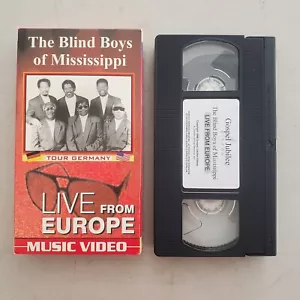 The Blind Boys
of Mississippi
TOUR GERMANY
LIVE FROM
EUROPE
MUSIC VIDEO
Gospel Jubilee
The Blind Boys of Mississippi
LIVE FROM EUROPE